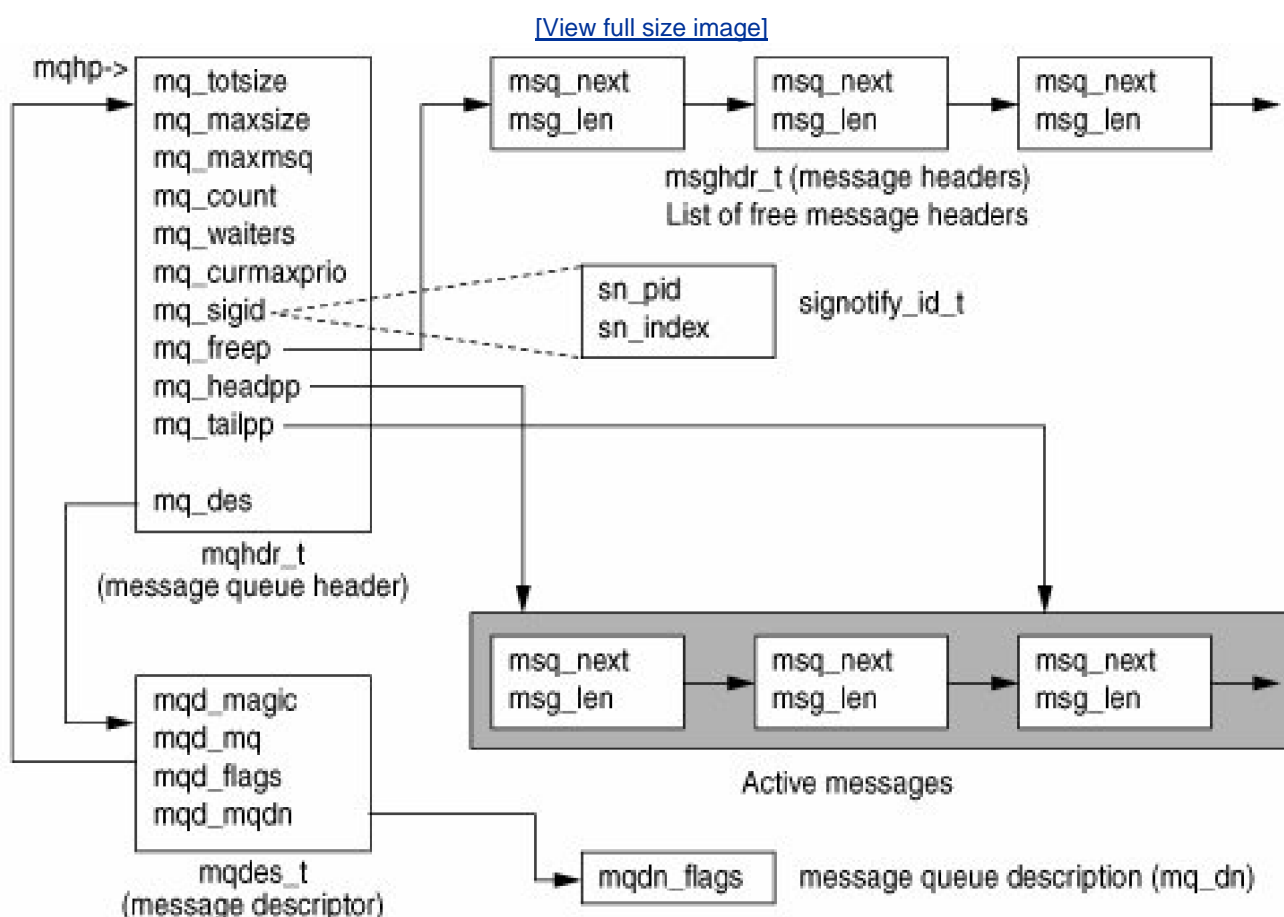 [View full size image]
mqhp->
mq_totsize
mq_maxsize
mq_maxmsq
mq_count
mq_waiters
mq_curmaxprio
mq_sigid
mq_freep
mq_headpp
mq_tailpp
mq_des
mqhdr_t
(message queue header)
msq_next
msg_len
msq_next
msg_len
msq_next
msg_len
msghdr_t (message headers)
List of free message headers
sn_pid
sn_index
signotify_id_t
msq_next
msg_len
msq_next
msg_len
msq_next
msg_len
Active messages
mqd_magic
mqd_mq
mqd_flags
mqd_mqdn
mqdes_t
(message descriptor)
mqdn_flags
message queue description (mq_dn)